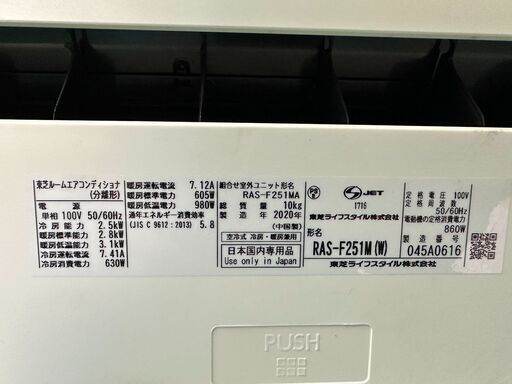 東芝ルームエアコンディショナ
(分離形)
電 源
単相 100V 50/60Hz
冷房能力 2.5kW
暖房標準能力 2.8kW
暖房低温能力 3.1kW
冷房運転電流 7.41A
冷房消費電力 630W
暖房運転電流 7.12A
暖房標準電力 605W
暖房低温電力 980W
通年エネルギー消費効率
(JIS C 9612:2013) 5.8
組合せ室外ユニット形名
RAS-F251MA
総 質 量 10kg
製 造 年 2020年
(中国製)
空冷式 冷房・暖房兼用
日本国内専用品
Use only in Japan
PS
E
JET
1716
東芝ライフスタイル株式会社
形名
RAS-F251M(W)
定格電圧 100V
定格周波数
50/60Hz
電動機の定格消費電力
860W
045A0616
東芝ライフスタイル株式会社
PUSH